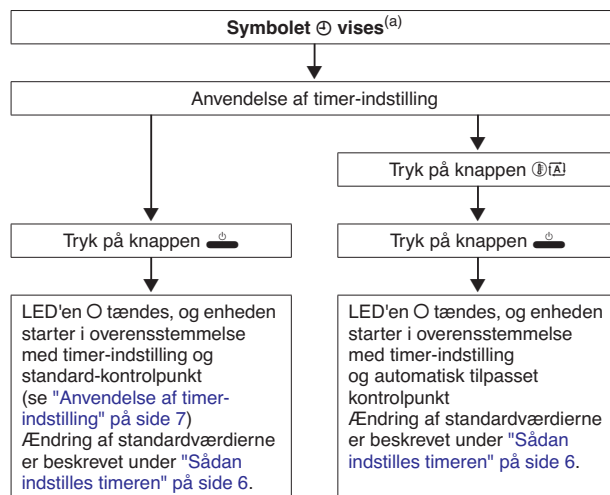 Symbolet ⏲ vises(a)
Anvendelse af timer-indstilling
Tryk på knappen A
Tryk på knappen
Tryk på knappen
LED'en O tændes, og enheden
starter i overensstemmelse
med timer-indstilling og
standard-kontrolpunkt
(se "Anvendelse af timer-
indstilling" på side 7)
Ændring af standardværdierne
er beskrevet under "Sådan
indstilles timeren" på side 6.
LED'en O tændes, og enheden
starter i overensstemmelse
med timer-indstilling
og automatisk tilpasset
kontrolpunkt
Ændring af standardværdierne
er beskrevet under "Sådan
indstilles timeren" på side 6.